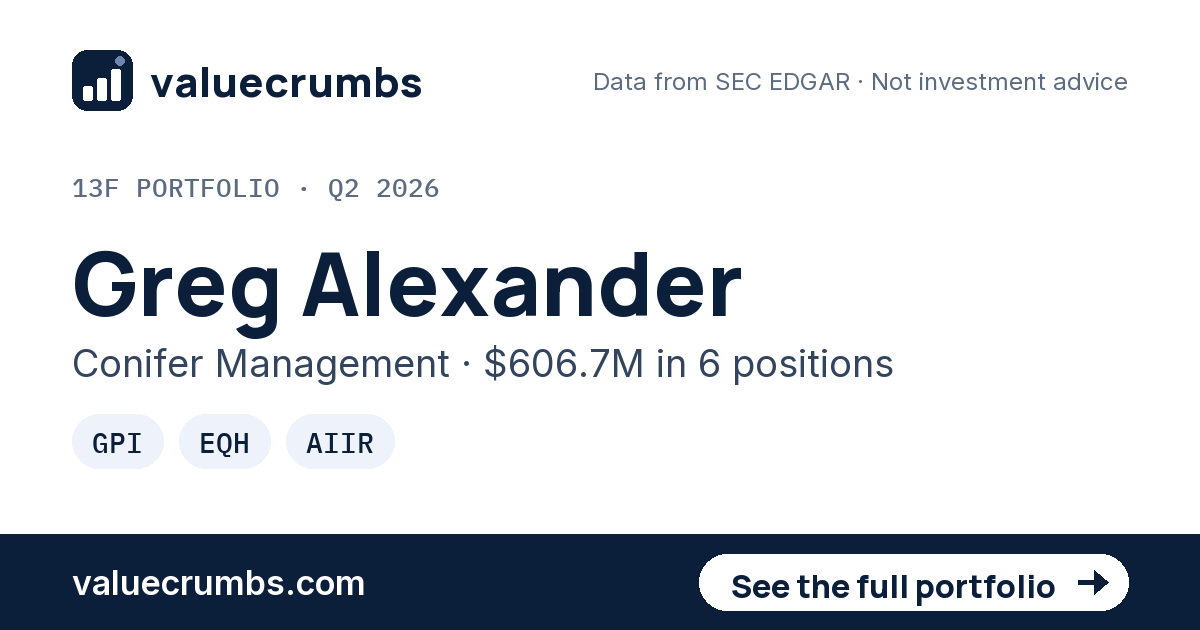 valuecrumbs
Data from SEC EDGAR · Not investment advice
13F PORTFOLIO · Q2 2026
Greg Alexander
Conifer Management · $606.7M in 6 positions
GPI EQH AIIR
valuecrumbs.com
See the full portfolio →